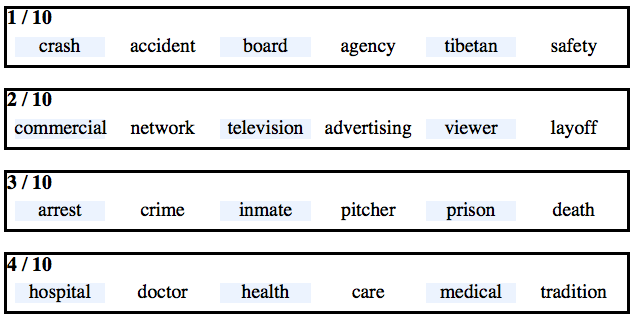 1 / 10
crash accident board agency tibetan safety
2 / 10
commercial network television advertising viewer layoff
3 / 10
arrest crime inmate pitcher prison death
4 / 10
hospital doctor health care medical tradition